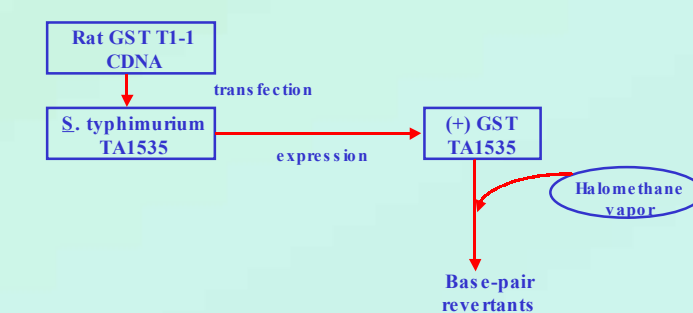 Rat GST T1-1
CDNA
transfection
S. typhimurium
TA1535
expression
(+) GST
TA1535
Halomethane
vapor
Base-pair
revertants